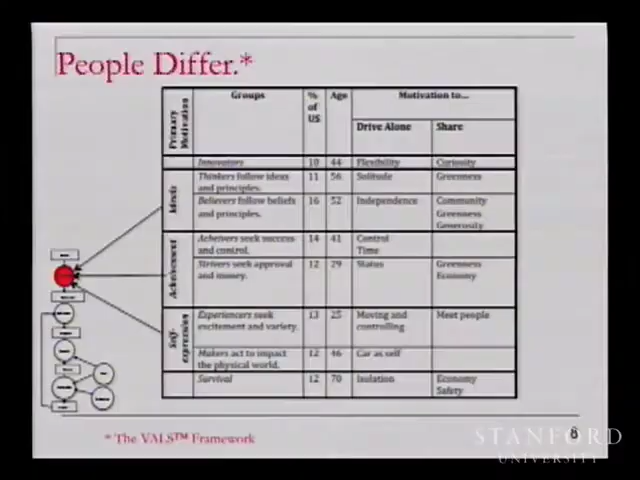 People Differ.*
Primary Motivation
Groups
% of US
Age
Motivation to...
Drive Alone
Share
Innovators 10 44 Flexibility Curiosity
Ideals
Thinkers follow ideas and principles. 11 56 Solitude Greenness
Believers follow beliefs and principles. 16 52 Independence Community Greenness Generosity
Achievement
Acheivers seek success and control. 14 41 Control Time
Strivers seek approval and money. 12 29 Status Greenness Economy
Self-expression
Experiencers seek excitement and variety. 13 25 Moving and controlling Meet people
Makers act to impact the physical world. 12 46 Car as self
Survival 12 70 Isolation Economy Safety
* The VALS™ Framework
8
STANFORD
UNIVERSITY